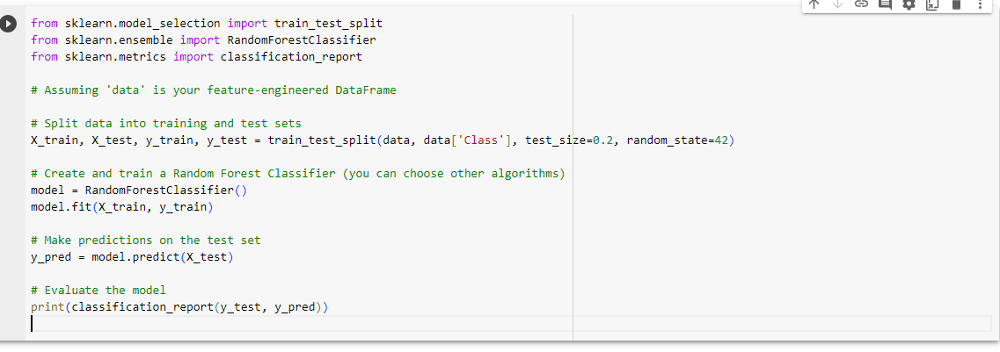 from sklearn.model_selection import train_test_split
from sklearn.ensemble import RandomForestClassifier
from sklearn.metrics import classification_report
# Assuming 'data' is your feature-engineered DataFrame
# Split data into training and test sets
X_train, X_test, y_train, y_test = train_test_split(data, data['Class'], test_size=0.2, random_state=42)
# Create and train a Random Forest Classifier (you can choose other algorithms)
model = RandomForestClassifier()
model.fit(X_train, y_train)
# Make predictions on the test set
y_pred = model.predict(X_test)
# Evaluate the model
print(classification_report(y_test, y_pred))